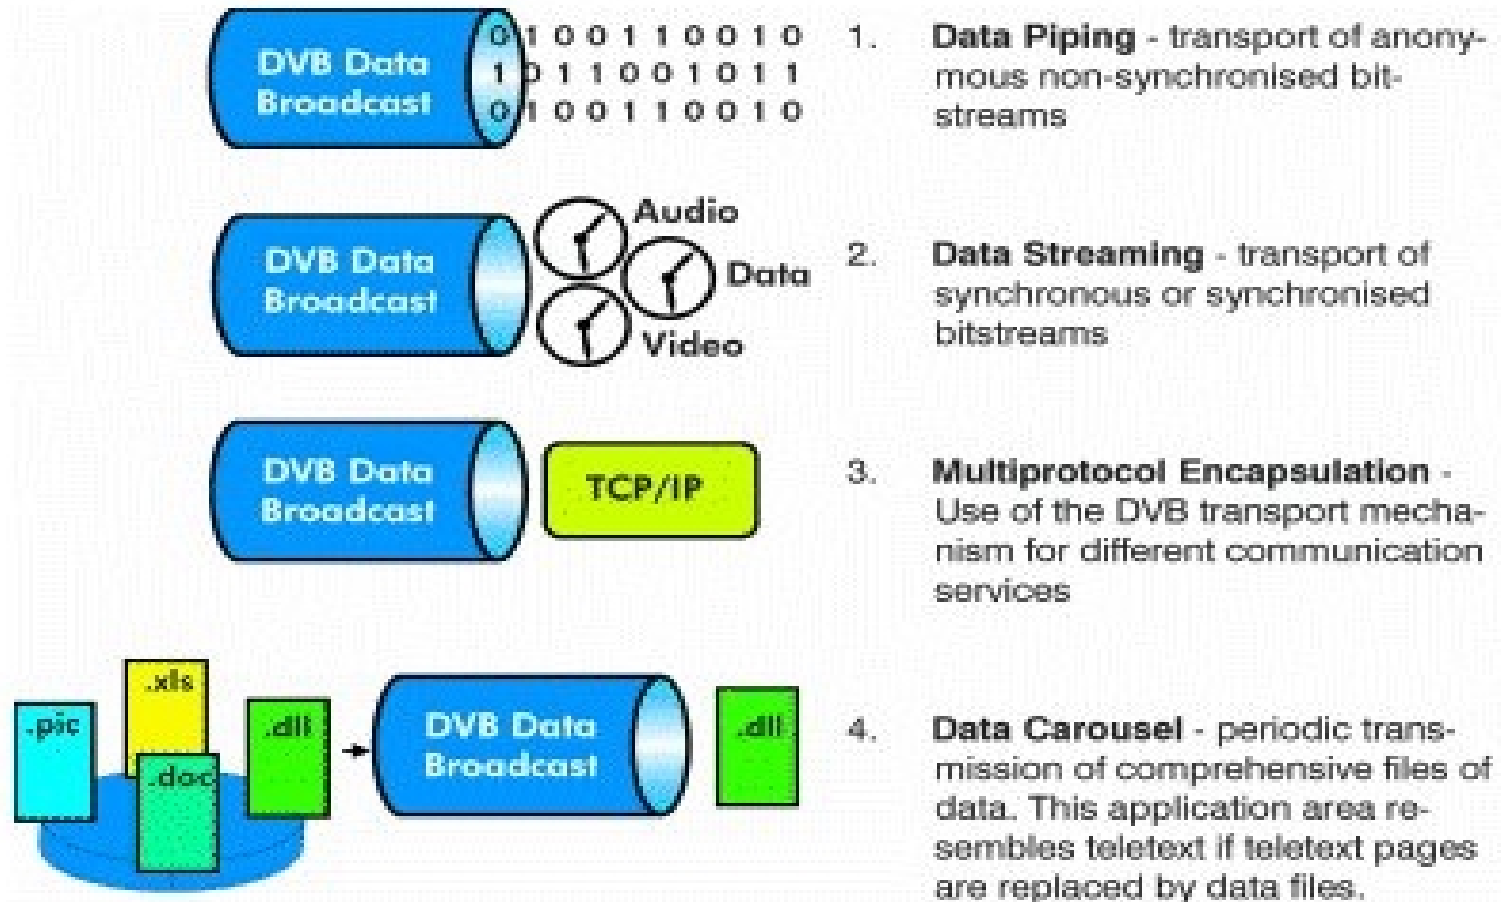 DVB Data
Broadcast
0 1 0 0 1 1 0 0 1 0
1 0 1 1 0 0 1 0 1 1
0 1 0 0 1 1 0 0 1 0
1. Data Piping - transport of anony-
mous non-synchronised bit-
streams
DVB Data
Broadcast
Audio
Data
Video
2. Data Streaming - transport of
synchronous or synchronised
bitstreams
DVB Data
Broadcast
TCP/IP
3. Multiprotocol Encapsulation -
Use of the DVB transport mecha-
nism for different communication
services
.pic
.xls
.doc
.dll
DVB Data
Broadcast
.dll
4. Data Carousel - periodic trans-
mission of comprehensive files of
data. This application area re-
sembles teletext if teletext pages
are replaced by data files.